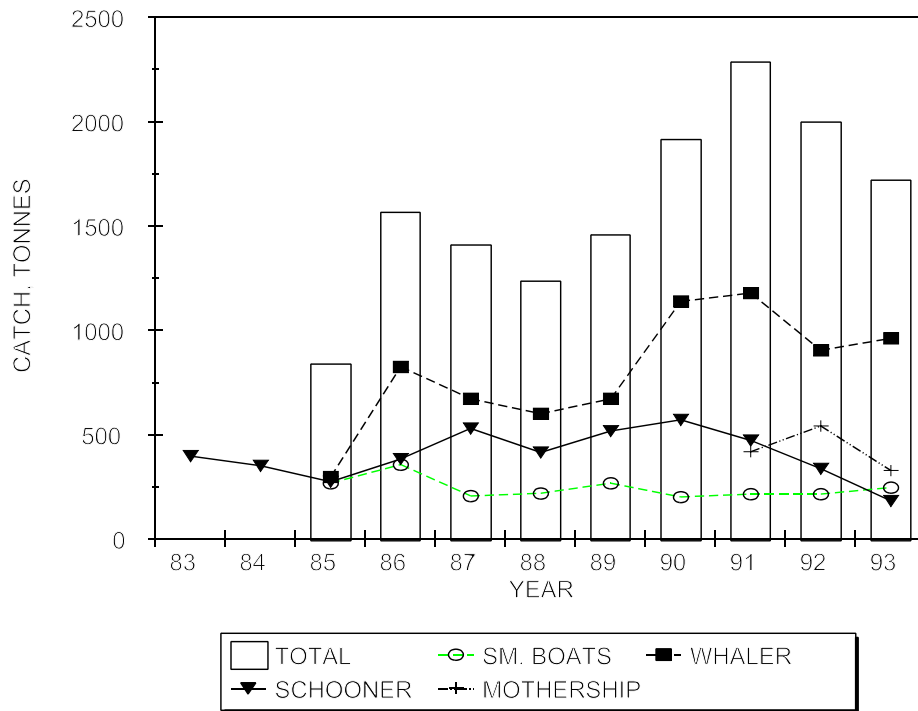 2500
2000
1500
1000
500
0
CATCH. TONNES
83 84 85 86 87 88 89 90 91 92 93
YEAR
TOTAL SM. BOATS WHALER
SCHOONER MOTHERSHIP